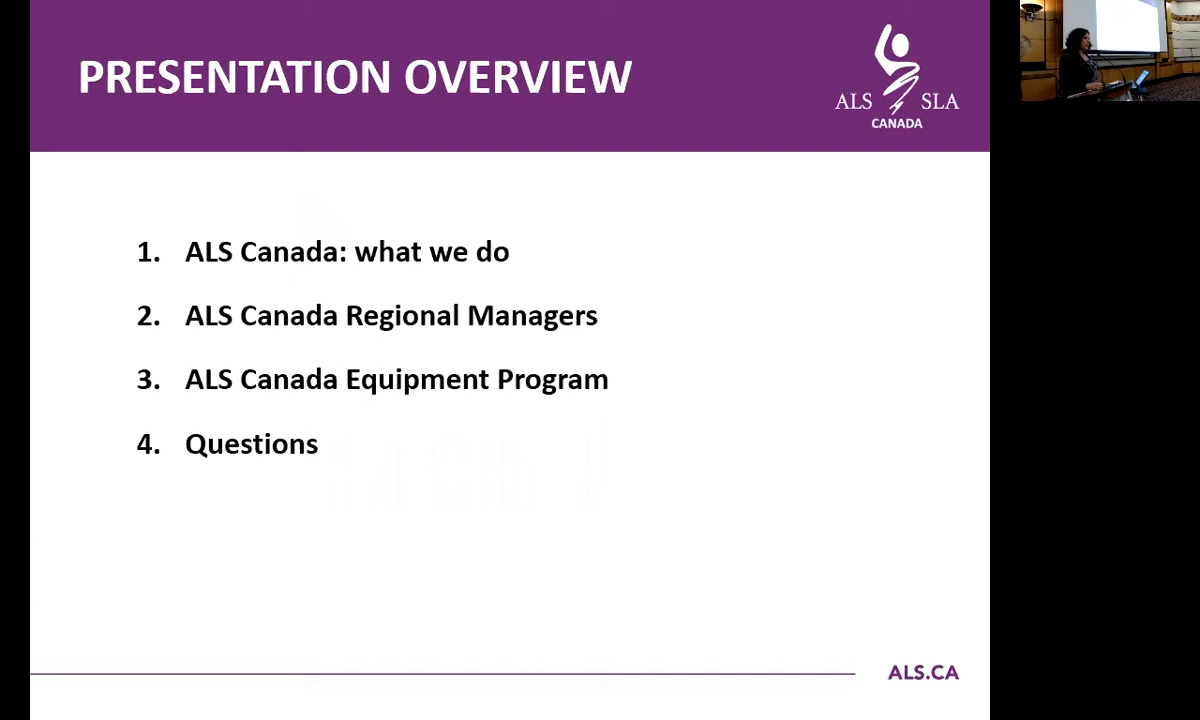 PRESENTATION OVERVIEW
ALS SLA
CANADA
1. ALS Canada: what we do
2. ALS Canada Regional Managers
3. ALS Canada Equipment Program
4. Questions
ALS.CA